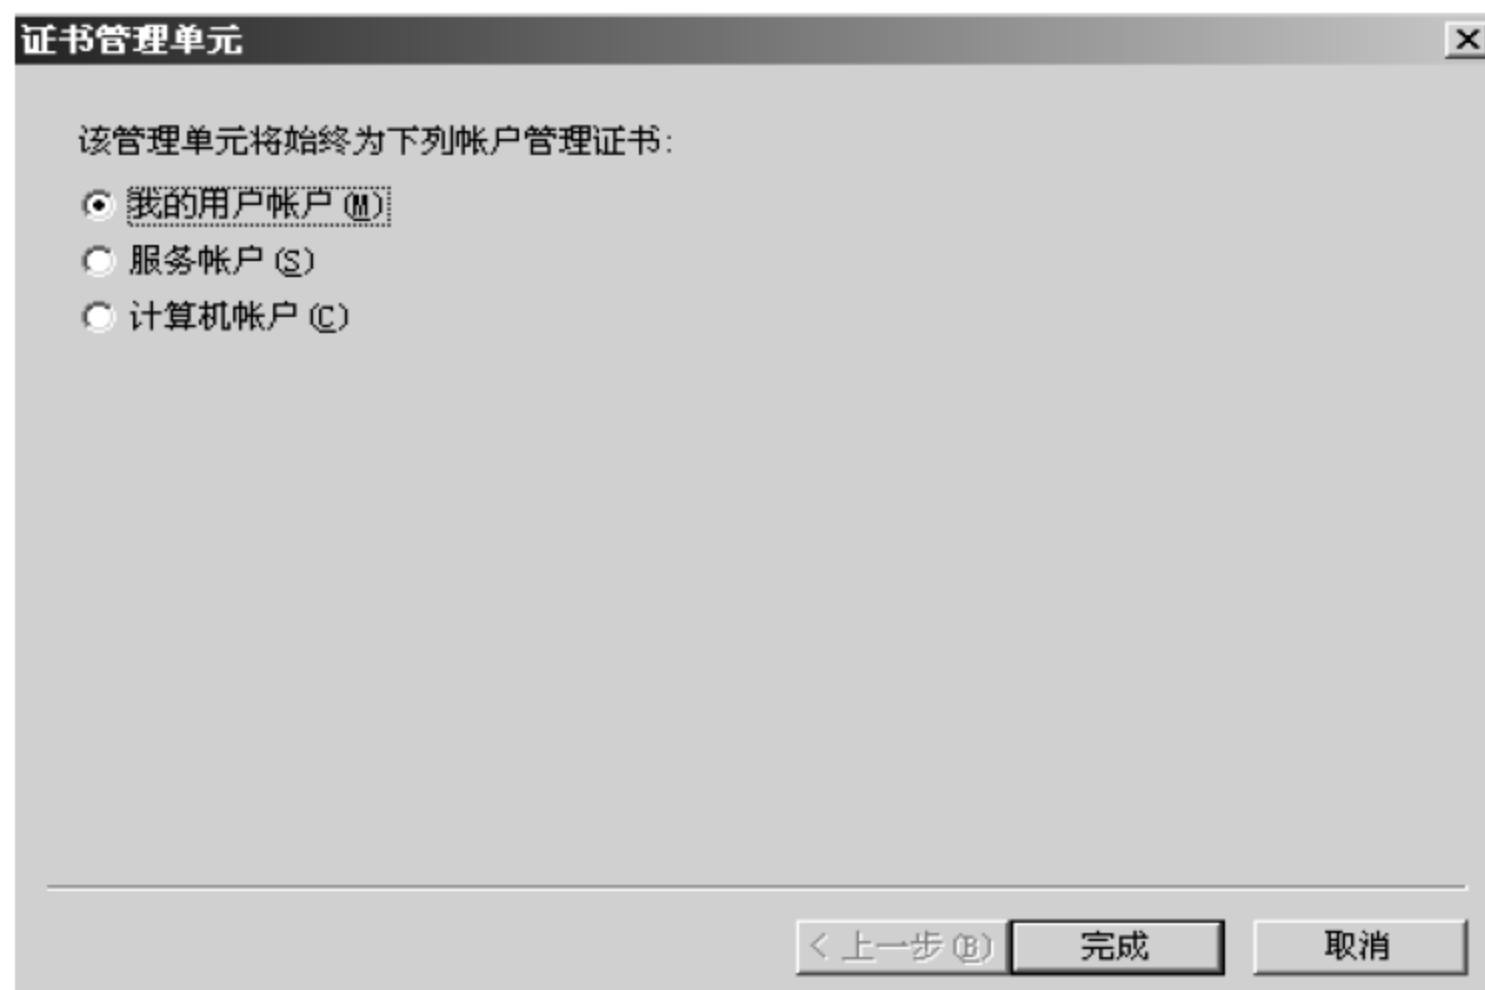 证书管理单元
该管理单元将始终为下列帐户管理证书:
我的用户帐户(M)
服务帐户(S)
计算机帐户(C)
< 上一步(B) 完成 取消